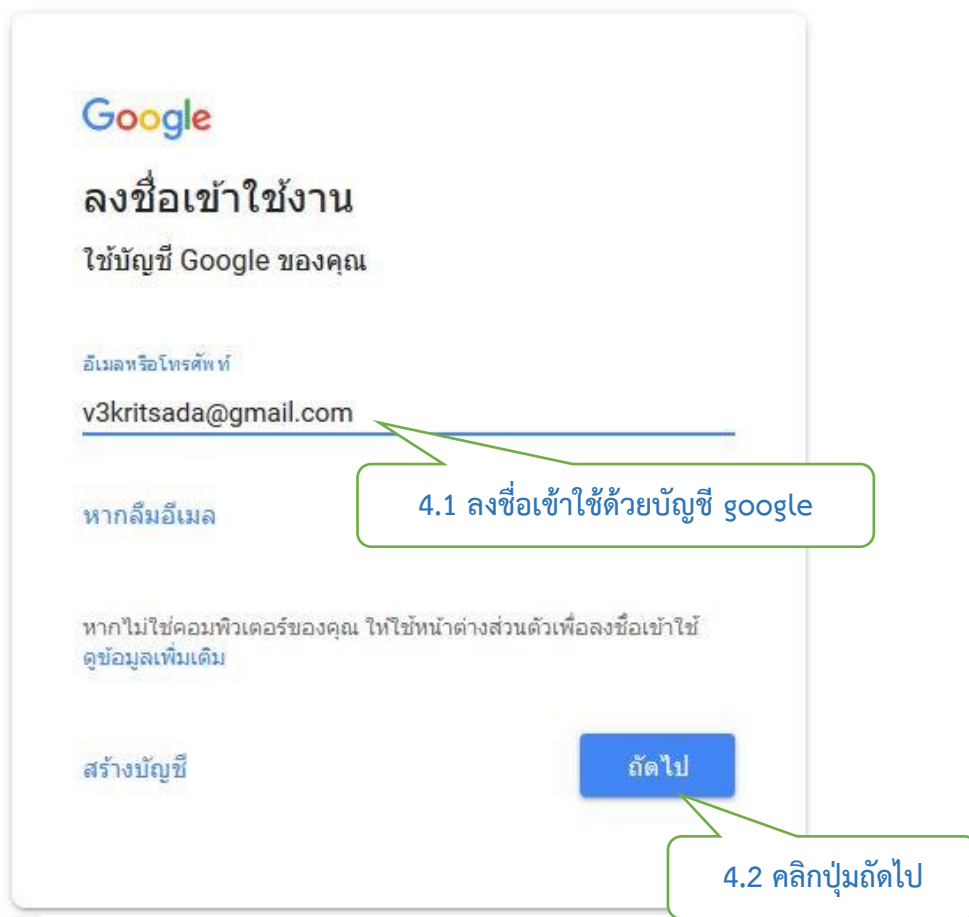 Google
ลงชื่อเข้าใช้งาน
ใช้บัญชี Google ของคุณ
อีเมลหรือโทรศัพท์
v3kritsada@gmail.com
4.1 ลงชื่อเข้าใช้ด้วยบัญชี google
หากลืมอีเมล
หากไม่ใช่คอมพิวเตอร์ของคุณ ให้ใช้หน้าต่างส่วนตัวเพื่อลงชื่อเข้าใช้
ดูข้อมูลเพิ่มเติม
สร้างบัญชี
ถัดไป
4.2 คลิกปุ่มถัดไป